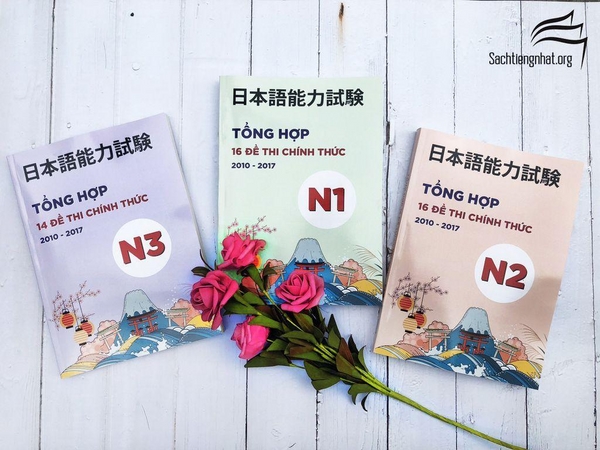 Sachtiengnhat.org
日本語能力試験
TỔNG HỢP
14 ĐỀ THI CHÍNH THỨC
2010 - 2017
N3
日本語能力試験
TỔNG HỢP
16 ĐỀ THI CHÍNH THỨC
2010 - 2017
N1
日本語能力試験
TỔNG HỢP
16 ĐỀ THI CHÍNH THỨC
2010 - 2017
N2